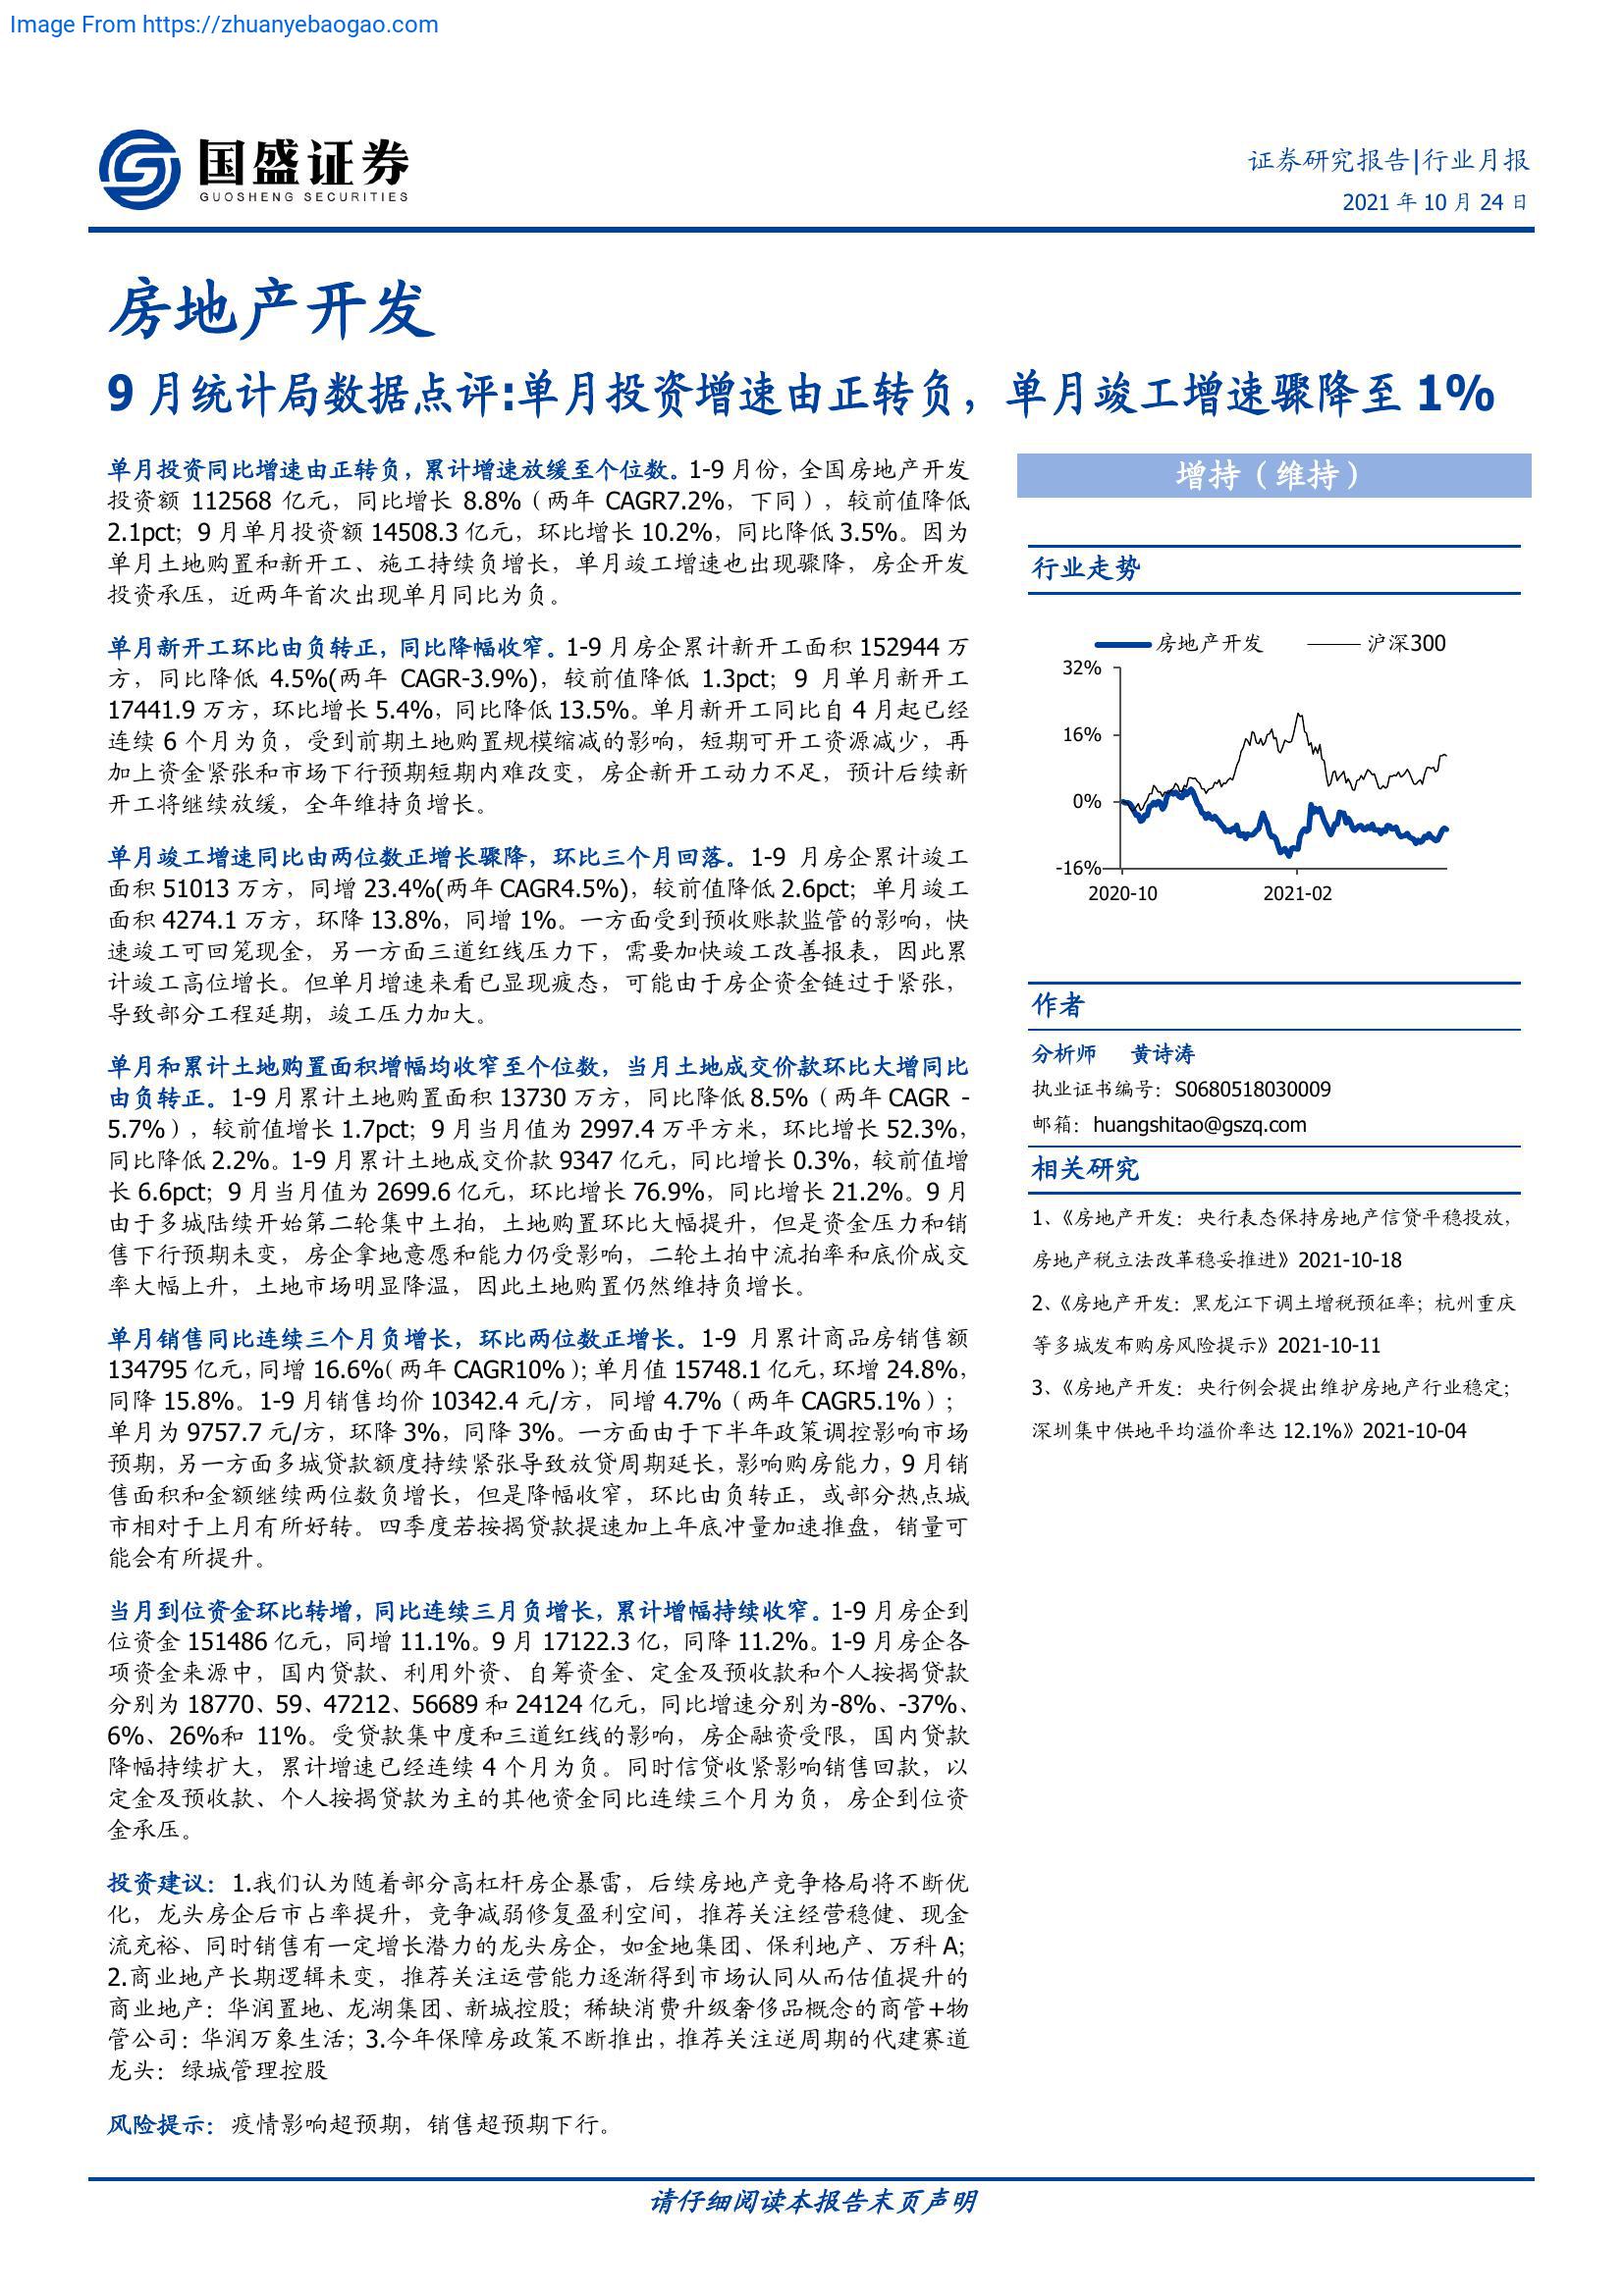 Image From https://zhuanyebaogao.com
国盛证券
GUOSHENG SECURITIES
证券研究报告|行业月报
2021 年 10 月 24 日
房地产开发
9 月统计局数据点评:单月投资增速由正转负，单月竣工增速骤降至 1%
单月投资同比增速由正转负，累计增速放缓至个位数。1-9 月份，全国房地产开发
投资额 112568 亿元，同比增长 8.8%（两年 CAGR7.2%，下同），较前值降低
2.1pct；9 月单月投资额 14508.3 亿元，环比增长 10.2%，同比降低 3.5%。因为
单月土地购置和新开工、施工持续负增长，单月竣工增速也出现骤降，房企开发
投资承压，近两年首次出现单月同比为负。
单月新开工环比由负转正，同比降幅收窄。1-9 月房企累计新开工面积 152944 万
方，同比降低 4.5%(两年 CAGR-3.9%)，较前值降低 1.3pct；9 月单月新开工
17441.9 万方，环比增长 5.4%，同比降低 13.5%。单月新开工同比自 4 月起已经
连续 6 个月为负，受到前期土地购置规模缩减的影响，短期可开工资源减少，再
加上资金紧张和市场下行预期短期内难改变，房企新开工动力不足，预计后续新
开工将继续放缓，全年维持负增长。
单月竣工增速同比由两位数正增长骤降，环比三个月回落。1-9 月房企累计竣工
面积 51013 万方，同增 23.4%(两年 CAGR4.5%)，较前值降低 2.6pct；单月竣工
面积 4274.1 万方，环降 13.8%，同增 1%。一方面受到预收账款监管的影响，快
速竣工可回笼现金，另一方面三道红线压力下，需要加快竣工改善报表，因此累
计竣工高位增长。但单月增速来看已显现疲态，可能由于房企资金链过于紧张，
导致部分工程延期，竣工压力加大。
单月和累计土地购置面积增幅均收窄至个位数，当月土地成交价款环比大增同比
由负转正。1-9 月累计土地购置面积 13730 万方，同比降低 8.5%（两年 CAGR -
5.7%），较前值增长 1.7pct；9 月当月值为 2997.4 万平方米，环比增长 52.3%，
同比降低 2.2%。1-9 月累计土地成交价款 9347 亿元，同比增长 0.3%，较前值增
长 6.6pct；9 月当月值为 2699.6 亿元，环比增长 76.9%，同比增长 21.2%。9 月
由于多城陆续开始第二轮集中土拍，土地购置环比大幅提升，但是资金压力和销
售下行预期未变，房企拿地意愿和能力仍受影响，二轮土拍中流拍率和底价成交
率大幅上升，土地市场明显降温，因此土地购置仍然维持负增长。
单月销售同比连续三个月负增长，环比两位数正增长。1-9 月累计商品房销售额
134795 亿元，同增 16.6%（两年 CAGR10%）；单月值 15748.1 亿元，环增 24.8%，
同降 15.8%。1-9 月销售均价 10342.4 元/方，同增 4.7%（两年 CAGR5.1%）；
单月为 9757.7 元/方，环降 3%，同降 3%。一方面由于下半年政策调控影响市场
预期，另一方面多城贷款额度持续紧张导致放贷周期延长，影响购房能力，9 月销
售面积和金额继续两位数负增长，但是降幅收窄，环比由负转正，或部分热点城
市相对于上月有所好转。四季度若按揭贷款提速加上年底冲量加速推盘，销量可
能会有所提升。
当月到位资金环比转增，同比连续三月负增长，累计增幅持续收窄。1-9 月房企到
位资金 151486 亿元，同增 11.1%。9 月 17122.3 亿，同降 11.2%。1-9 月房企各
项资金来源中，国内贷款、利用外资、自筹资金、定金及预收款和个人按揭贷款
分别为 18770、59、47212、56689 和 24124 亿元，同比增速分别为-8%、-37%、
6%、26%和 11%。受贷款集中度和三道红线的影响，房企融资受限，国内贷款
降幅持续扩大，累计增速已经连续 4 个月为负。同时信贷收紧影响销售回款，以
定金及预收款、个人按揭贷款为主的其他资金同比连续三个月为负，房企到位资
金承压。
投资建议：1.我们认为随着部分高杠杆房企暴雷，后续房地产竞争格局将不断优
化，龙头房企后市占率提升，竞争减弱修复盈利空间，推荐关注经营稳健、现金
流充裕、同时销售有一定增长潜力的龙头房企，如金地集团、保利地产、万科 A；
2.商业地产长期逻辑未变，推荐关注运营能力逐渐得到市场认同从而估值提升的
商业地产：华润置地、龙湖集团、新城控股；稀缺消费升级奢侈品概念的商管+物
管公司：华润万象生活；3.今年保障房政策不断推出，推荐关注逆周期的代建赛道
龙头：绿城管理控股
风险提示：疫情影响超预期，销售超预期下行。
增持（维持）
行业走势
房地产开发
沪深300
32%
16%
0%
-16%
2020-10
2021-02
作者
分析师 黄诗涛
执业证书编号：S0680518030009
邮箱：huangshitao@gszq.com
相关研究
1、《房地产开发：央行表态保持房地产信贷平稳投放，
房地产税立法改革稳妥推进》2021-10-18
2、《房地产开发：黑龙江下调土增税预征率；杭州重庆
等多城发布购房风险提示》2021-10-11
3、《房地产开发：央行例会提出维护房地产行业稳定；
深圳集中供地平均溢价率达 12.1%》2021-10-04
请仔细阅读本报告末页声明